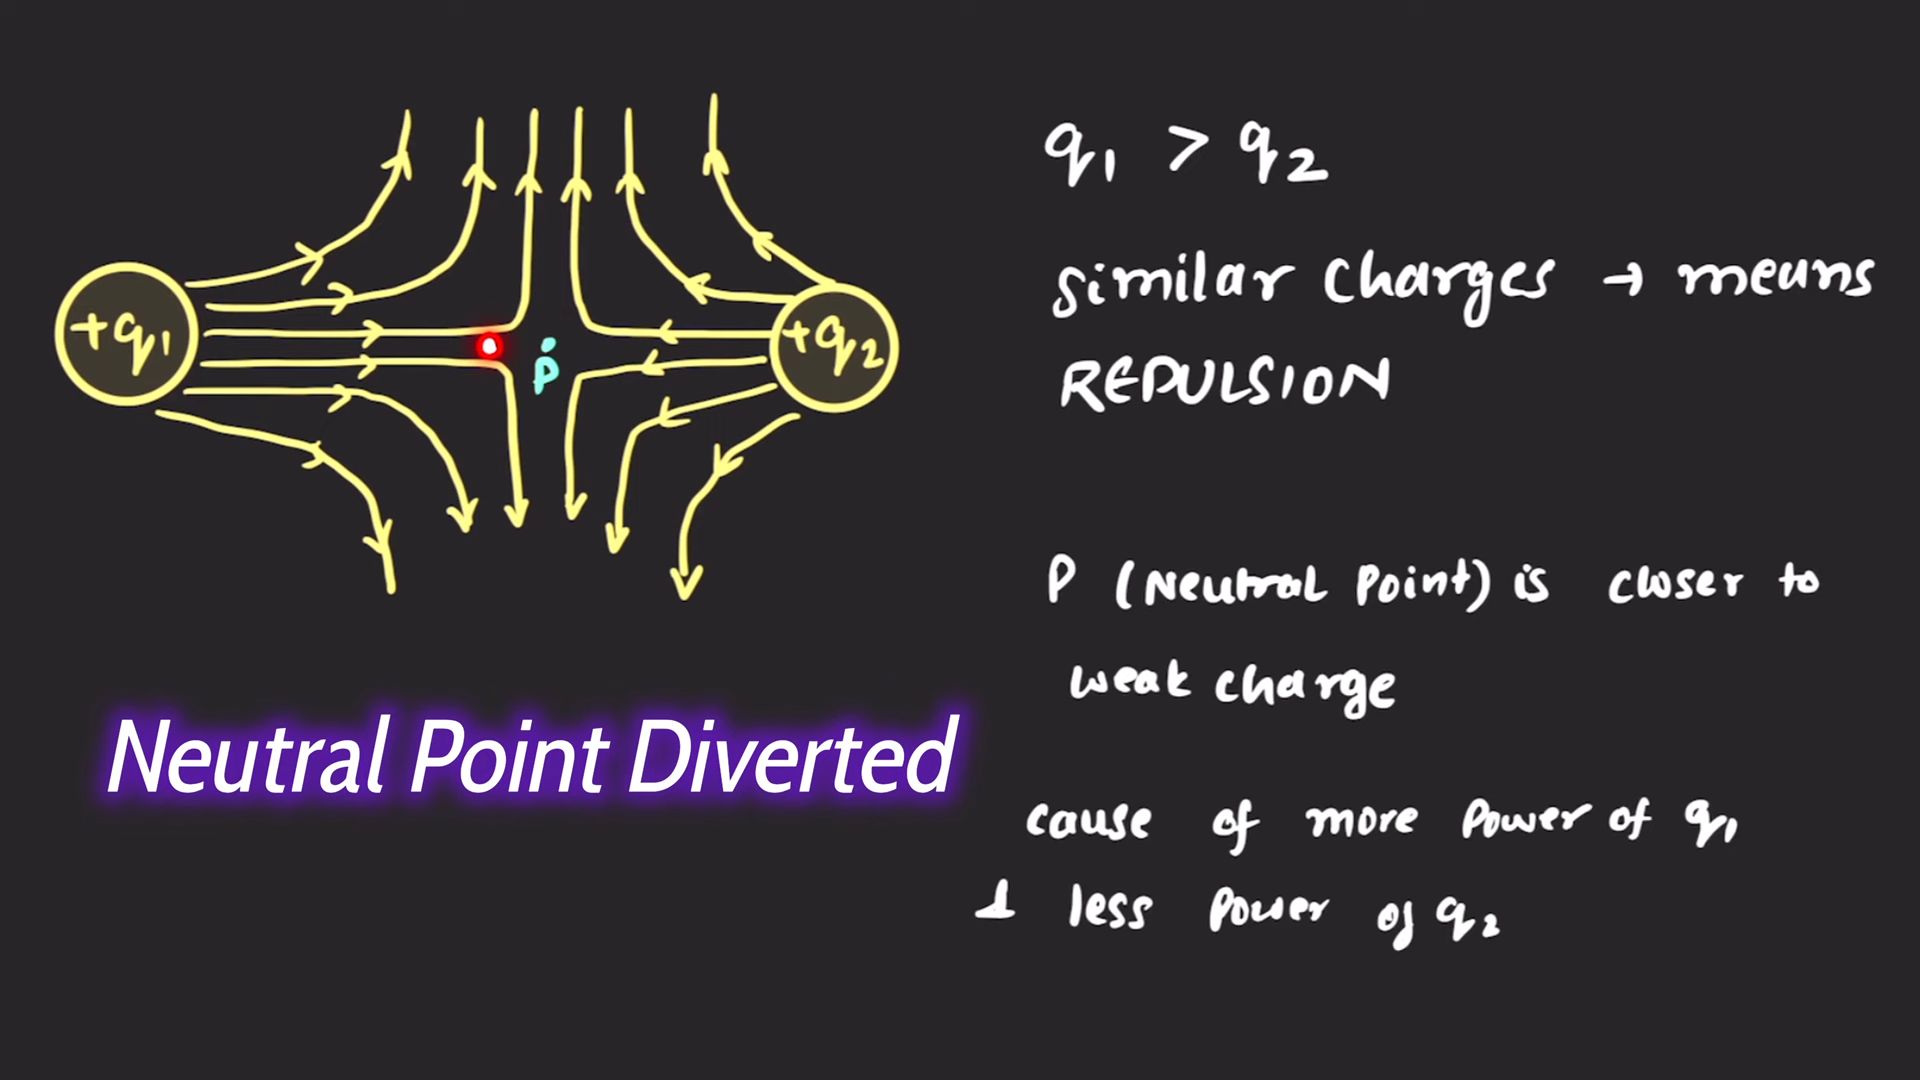 q1 > q2
similar charges → means
REPULSION
+q1
P
+q2
P (Neutral Point) is closer to
weak charge
Neutral Point Diverted
cause of more power of q1
& less power of q2